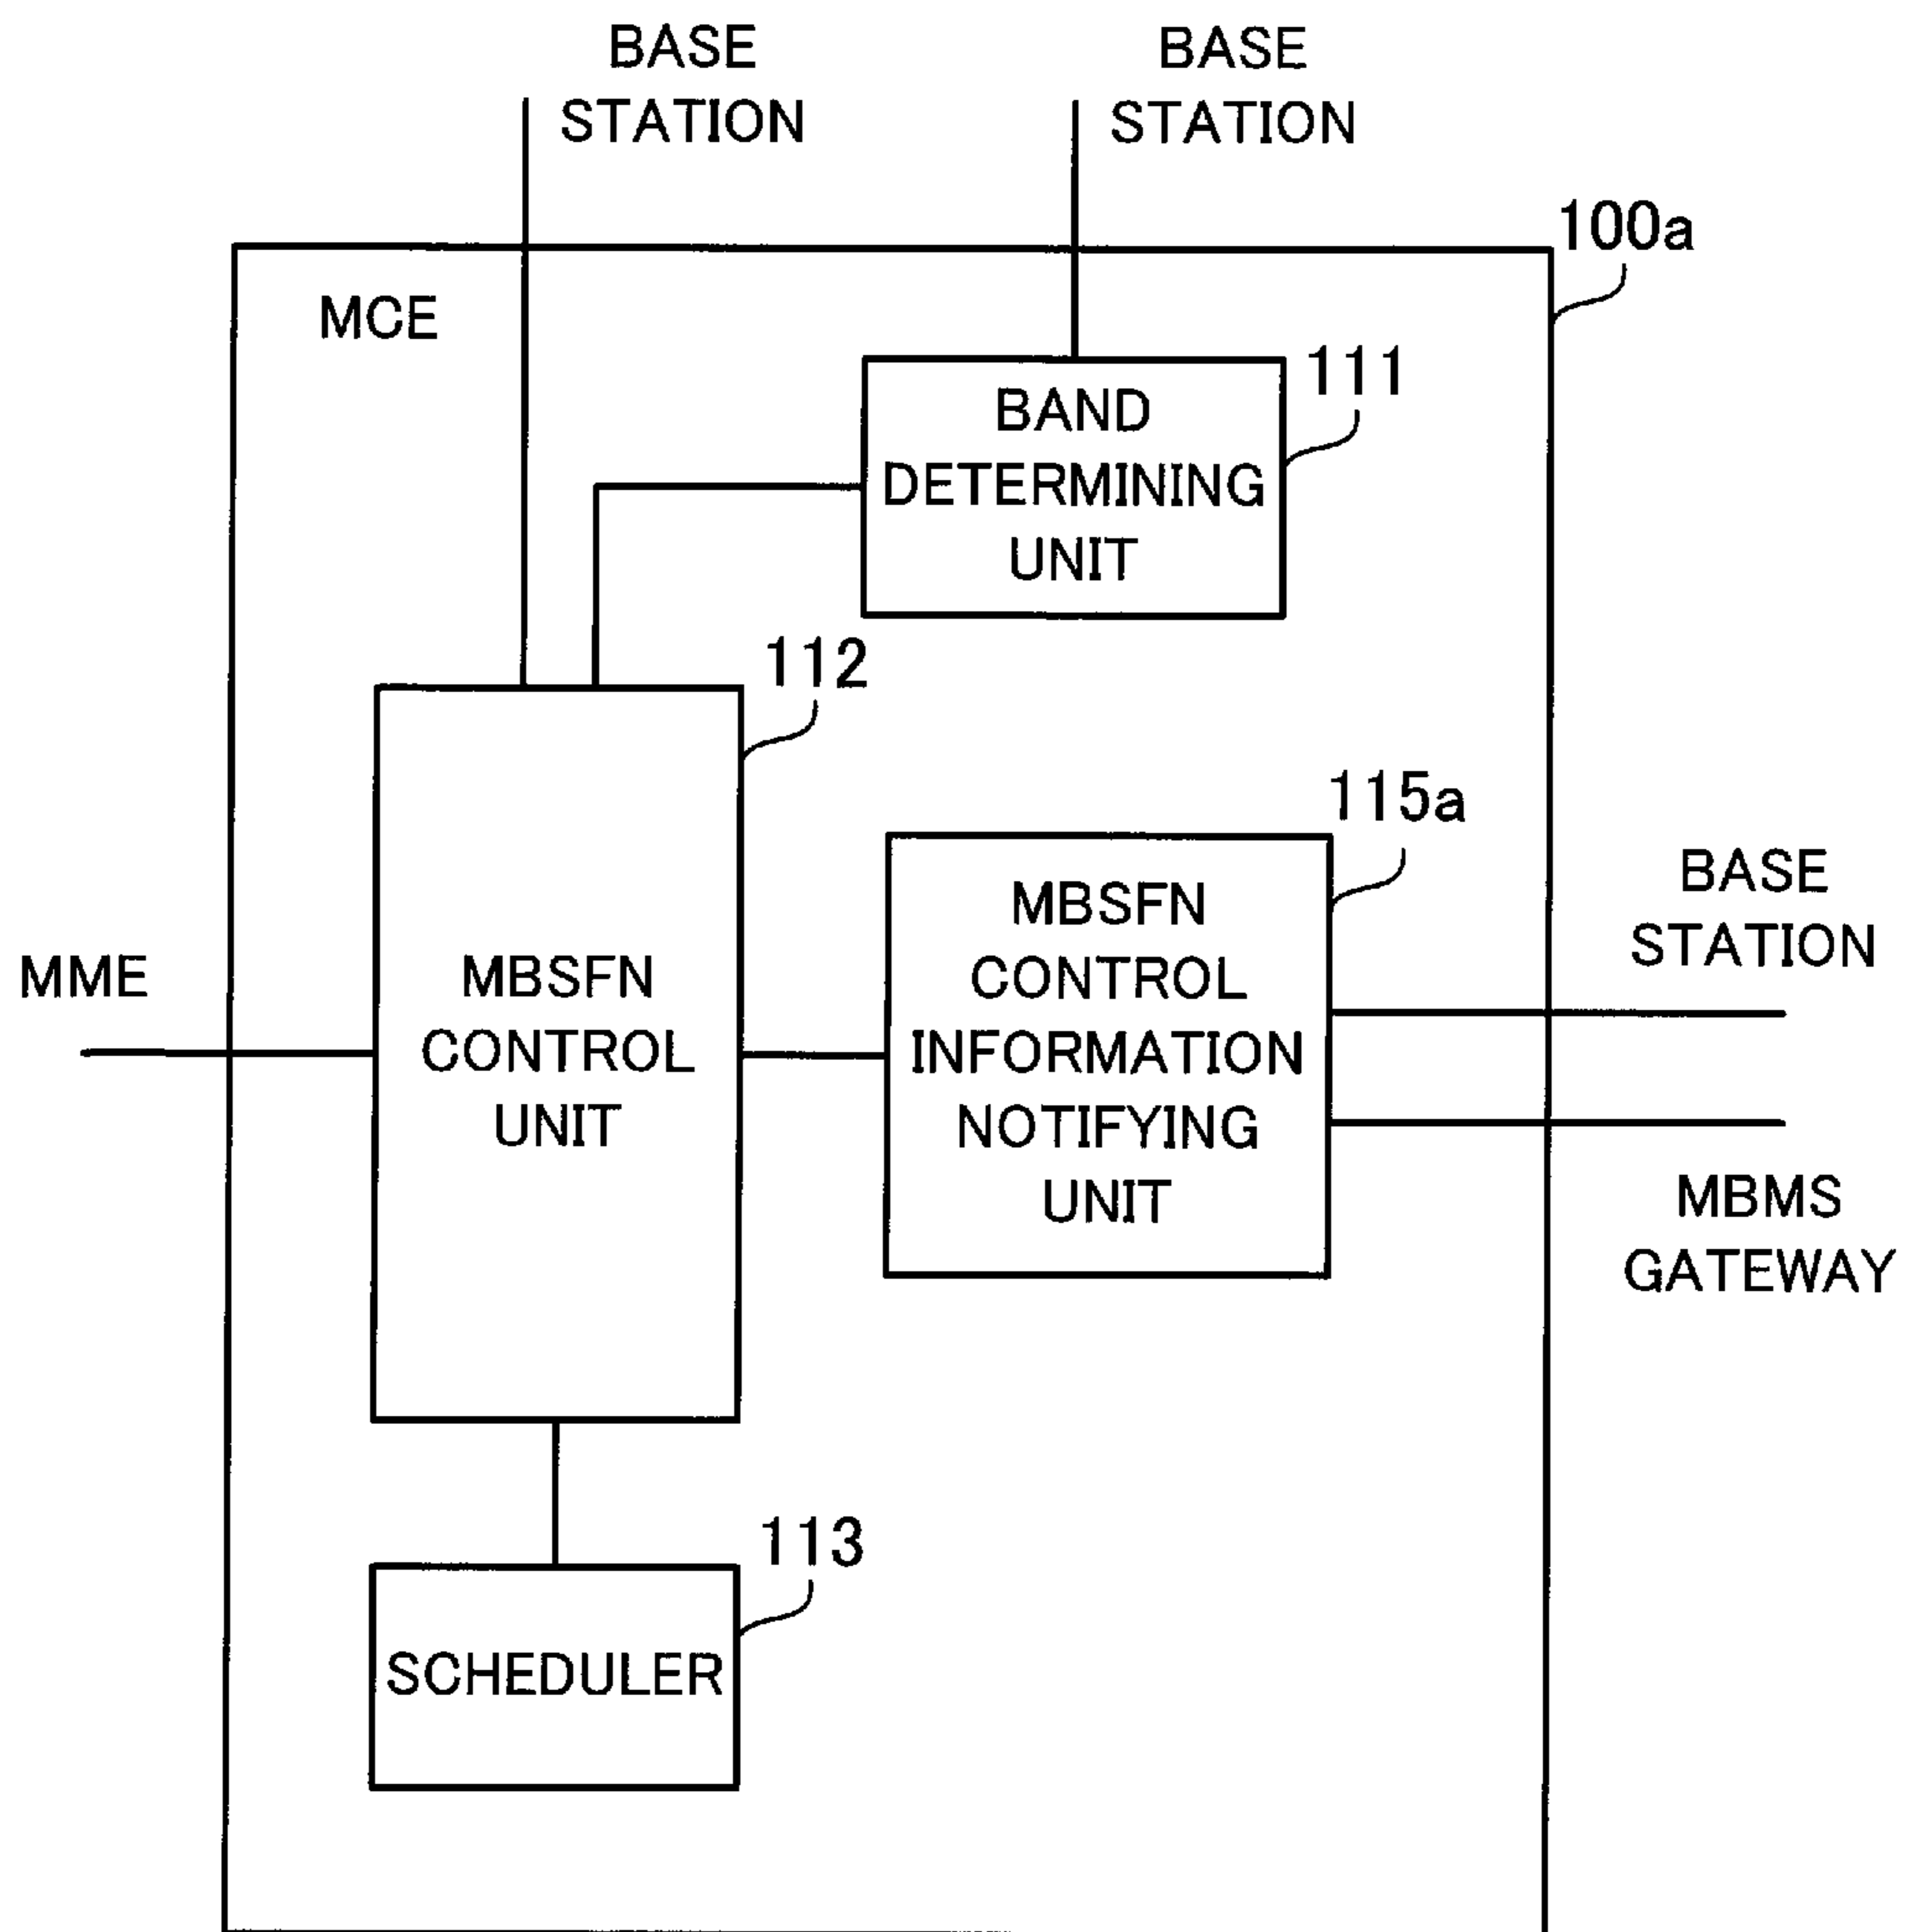 BASE
STATION
BASE
STATION
100a
MCE
111
BAND
DETERMINING
UNIT
112
115a
MBSFN
CONTROL
INFORMATION
NOTIFYING
UNIT
BASE
STATION
MME
MBSFN
CONTROL
UNIT
MBMS
GATEWAY
113
SCHEDULER